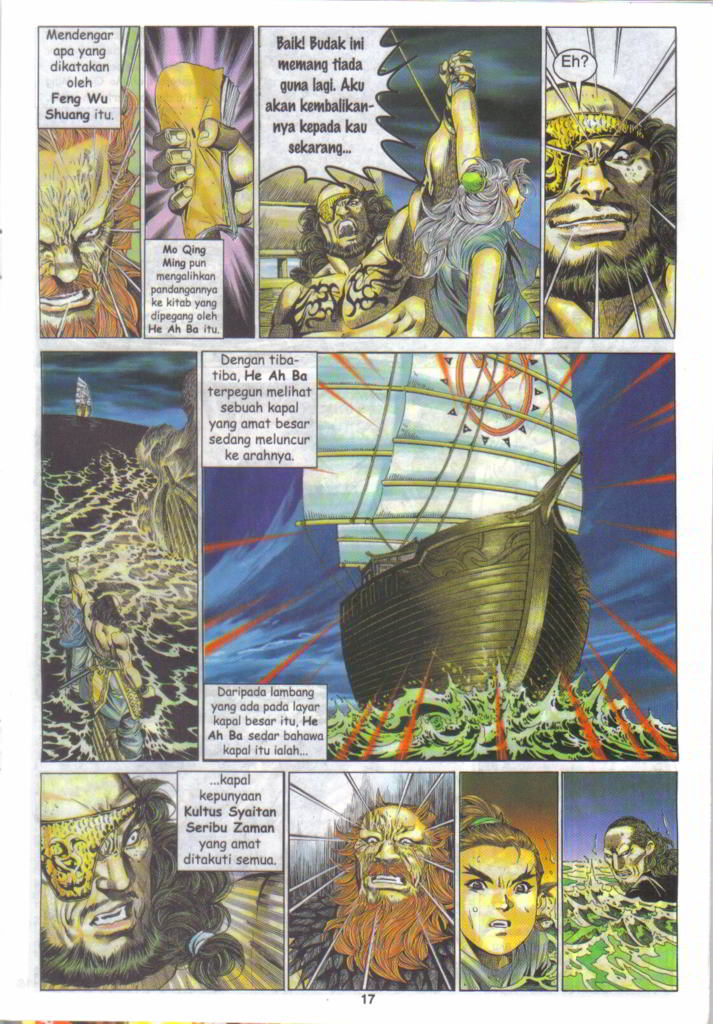 Mendengar
apa yang
dikatakan
oleh
Feng Wu
Shuang itu.
Mo Qing
Ming pun
mengalihkan
pandangannya
ke kitab yang
dipegang oleh
He Ah Ba itu.
Baik! Budak ini
memang tiada
guna lagi. Aku
akan kembalikan-
nya kepada kau
sekarang...
Eh?
Dengan tiba-
tiba, He Ah Ba
terpegun melihat
sebuah kapal
yang amat besar
sedang meluncur
ke arahnya.
Daripada lambang
yang ada pada layar
kapal besar itu, He
Ah Ba sedar bahawa
kapal itu ialah...
...kapal
kepunyaan
Kultus Syaitan
Seribu Zaman
yang amat
ditakuti semua.
17